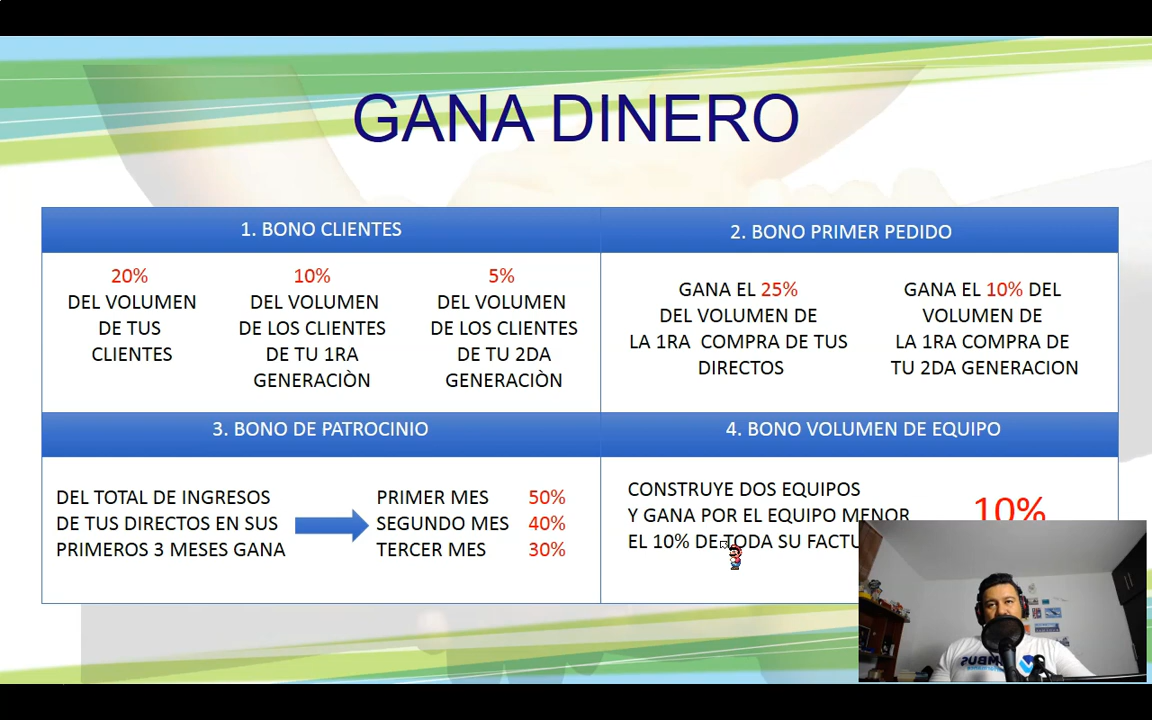 GANA DINERO
1. BONO CLIENTES
20%
DEL VOLUMEN
DE TUS
CLIENTES
10%
DEL VOLUMEN
DE LOS CLIENTES
DE TU 1RA
GENERACIÒN
5%
DEL VOLUMEN
DE LOS CLIENTES
DE TU 2DA
GENERACIÒN
2. BONO PRIMER PEDIDO
GANA EL 25%
DEL VOLUMEN DE
LA 1RA COMPRA DE TUS
DIRECTOS
GANA EL 10% DEL
VOLUMEN DE
LA 1RA COMPRA DE
TU 2DA GENERACION
3. BONO DE PATROCINIO
DEL TOTAL DE INGRESOS
DE TUS DIRECTOS EN SUS
PRIMEROS 3 MESES GANA
PRIMER MES 50%
SEGUNDO MES 40%
TERCER MES 30%
4. BONO VOLUMEN DE EQUIPO
CONSTRUYE DOS EQUIPOS
Y GANA POR EL EQUIPO MENOR
EL 10% DE TODA SU FACTU
10%